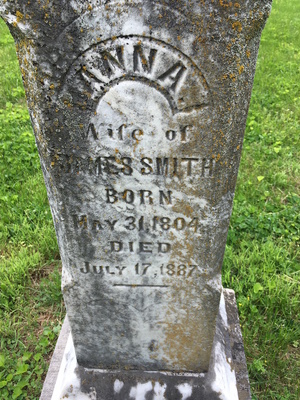 ANNA.
Wife of
JAMES SMITH
BORN
MAY 31, 1804
DIED
JULY 17, 1887